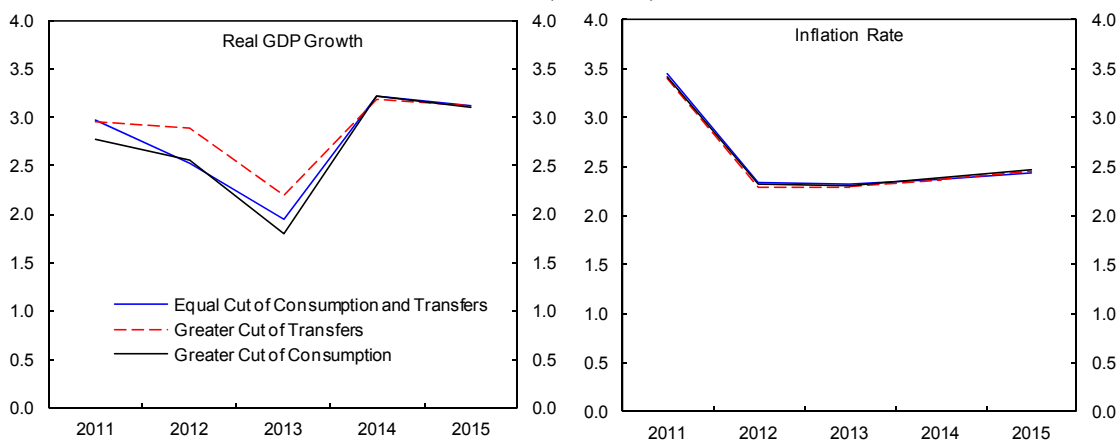 Real GDP Growth
4.0 4.0
3.5 3.5
3.0 3.0
2.5 2.5
2.0 2.0
1.5 1.5
1.0 1.0
0.5 0.5
0.0 0.0
Equal Cut of Consumption and Transfers
Greater Cut of Transfers
Greater Cut of Consumption
2011 2012 2013 2014 2015
Inflation Rate
4.0 4.0
3.5 3.5
3.0 3.0
2.5 2.5
2.0 2.0
1.5 1.5
1.0 1.0
0.5 0.5
0.0 0.0
2011 2012 2013 2014 2015